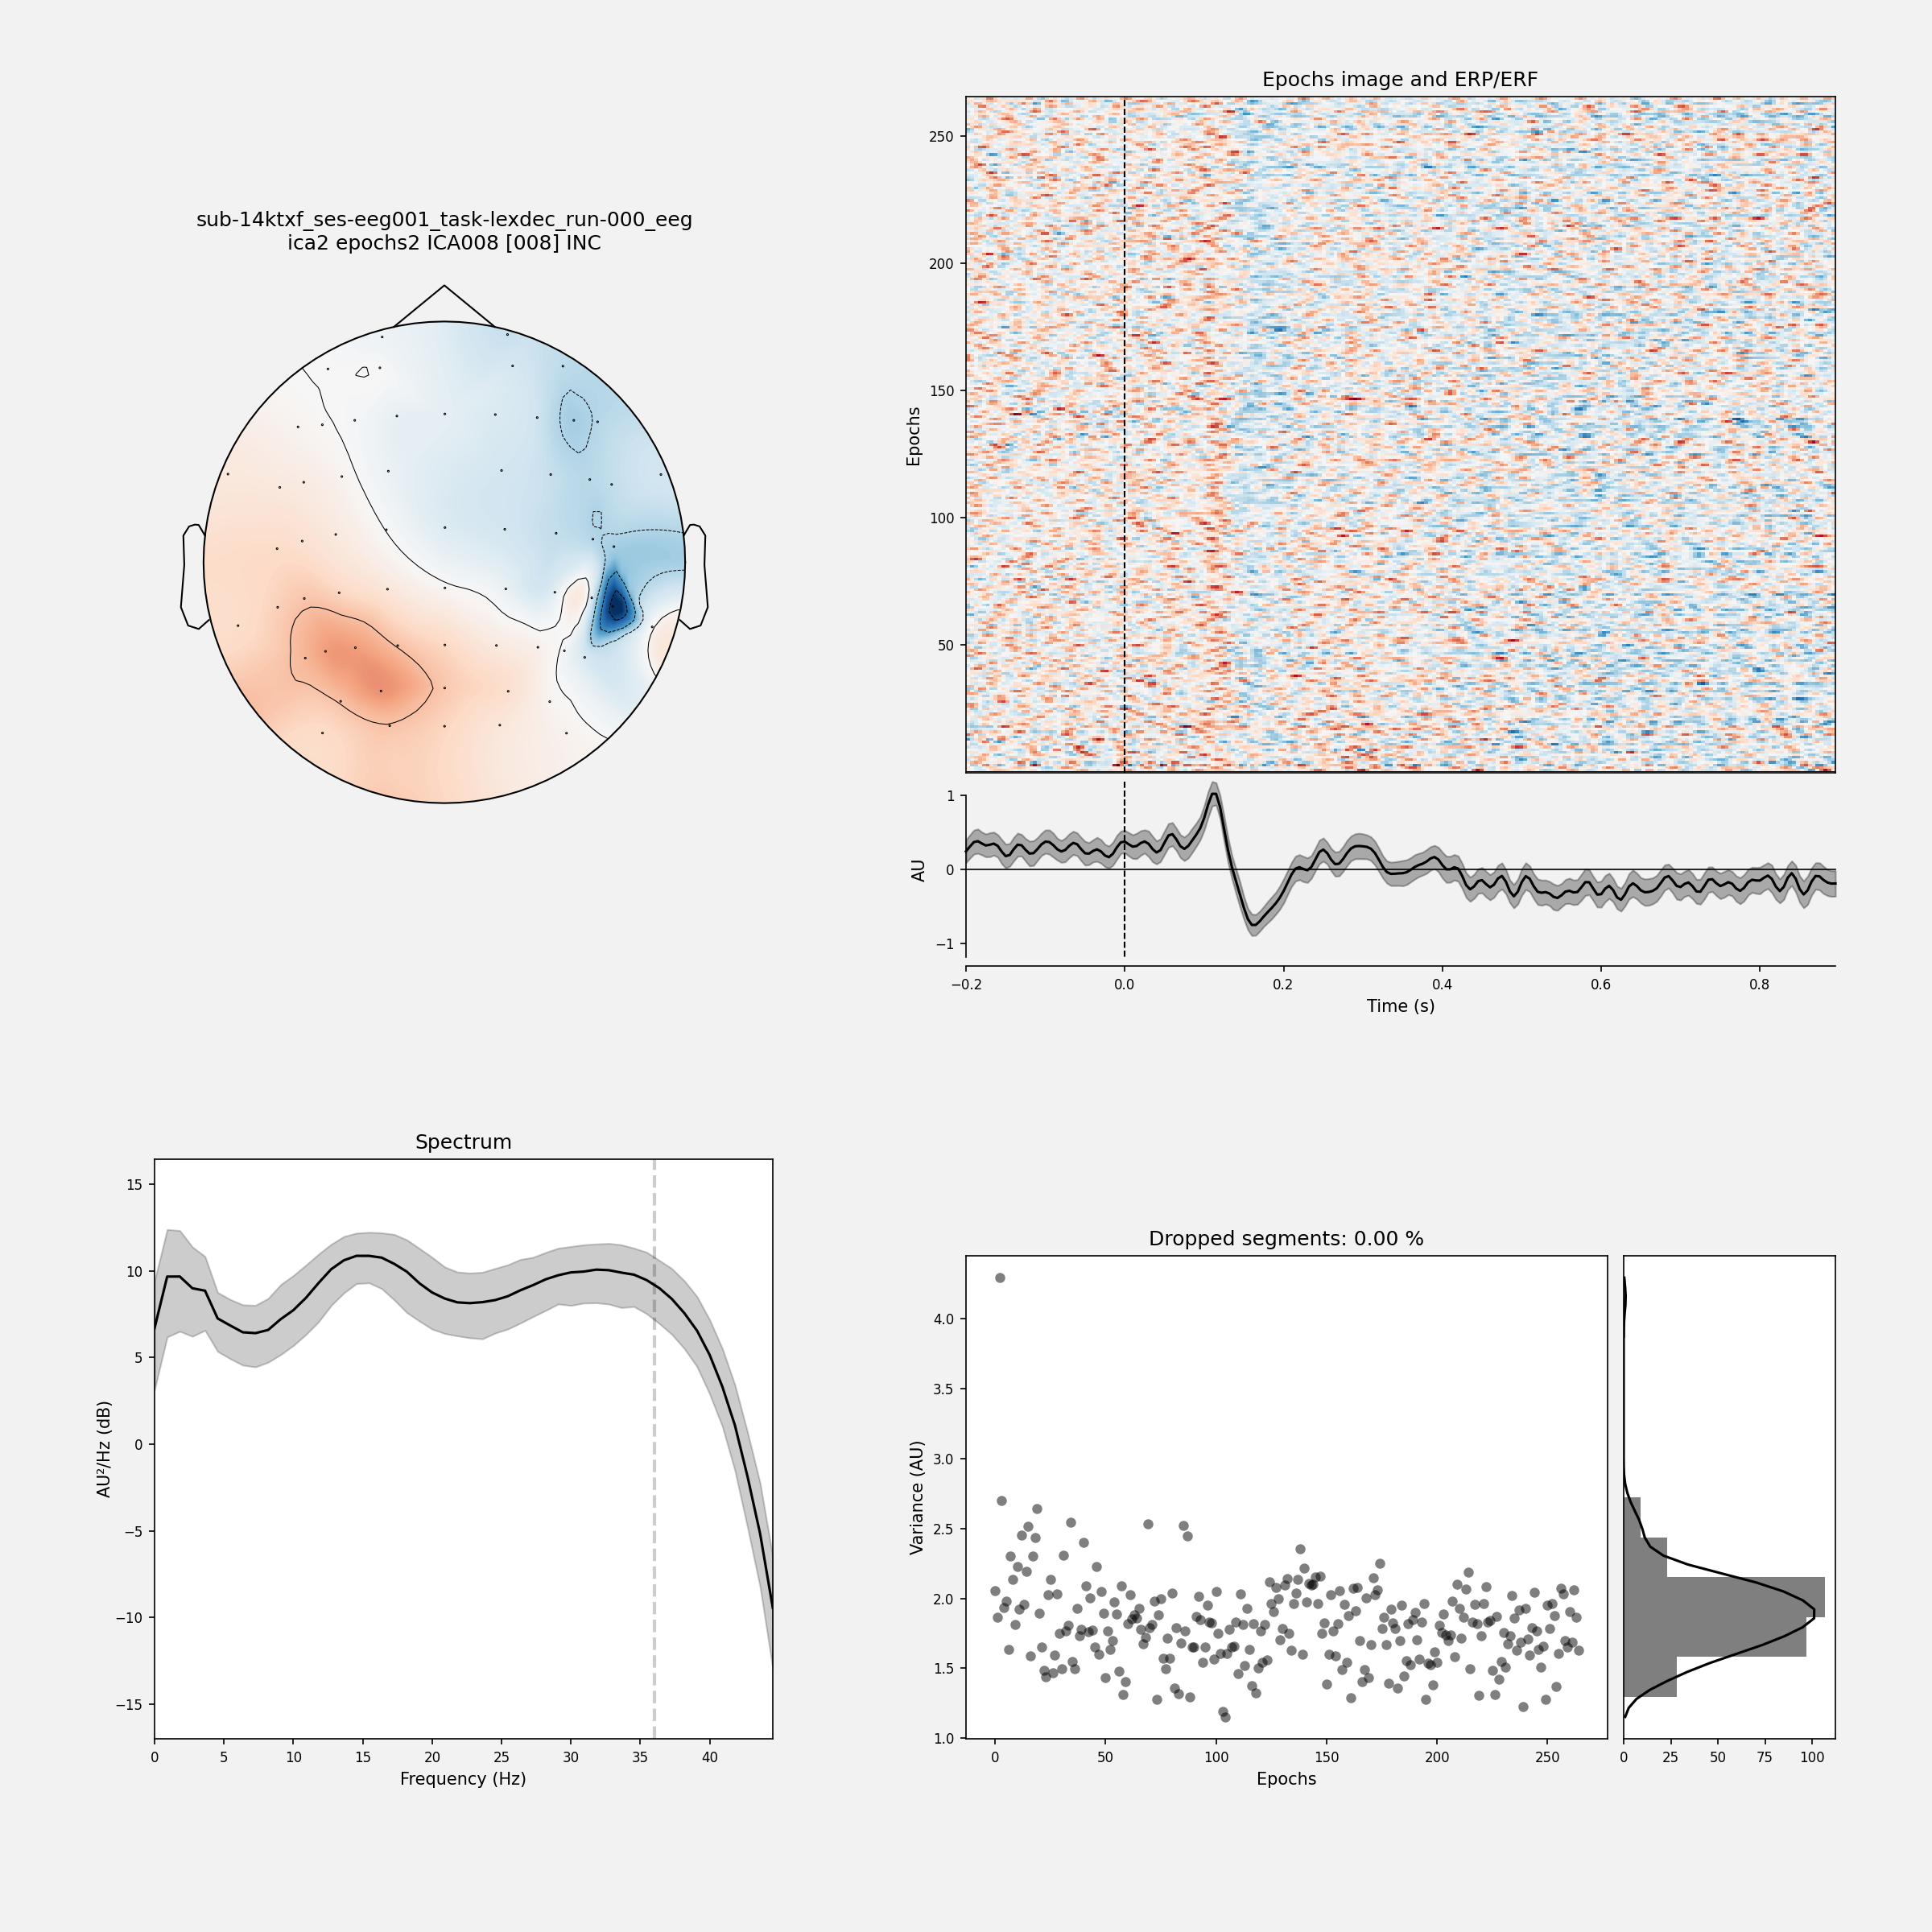 sub-14ktxf_ses-eeg001_task-lexdec_run-000_eeg
ica2 epochs2 ICA008 [008] INC
Epochs image and ERP/ERF
250
200
150
100
50
Epochs
1
0
−1
AU
−0.2 0.0 0.2 0.4 0.6 0.8
Time (s)
Spectrum
15
10
5
0
−5
−10
−15
AU²/Hz (dB)
0 5 10 15 20 25 30 35 40
Frequency (Hz)
Dropped segments: 0.00 %
4.0
3.5
3.0
2.5
2.0
1.5
1.0
Variance (AU)
0 50 100 150 200 250
Epochs
0 25 50 75 100